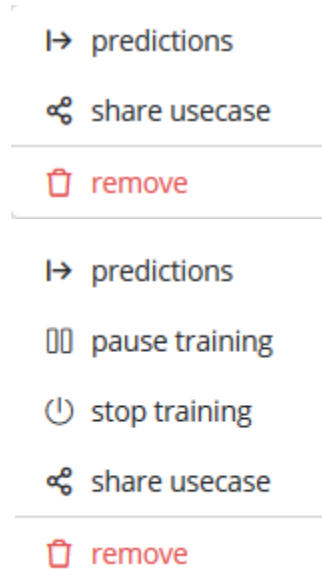 predictions
share usecase
remove
predictions
pause training
stop training
share usecase
remove